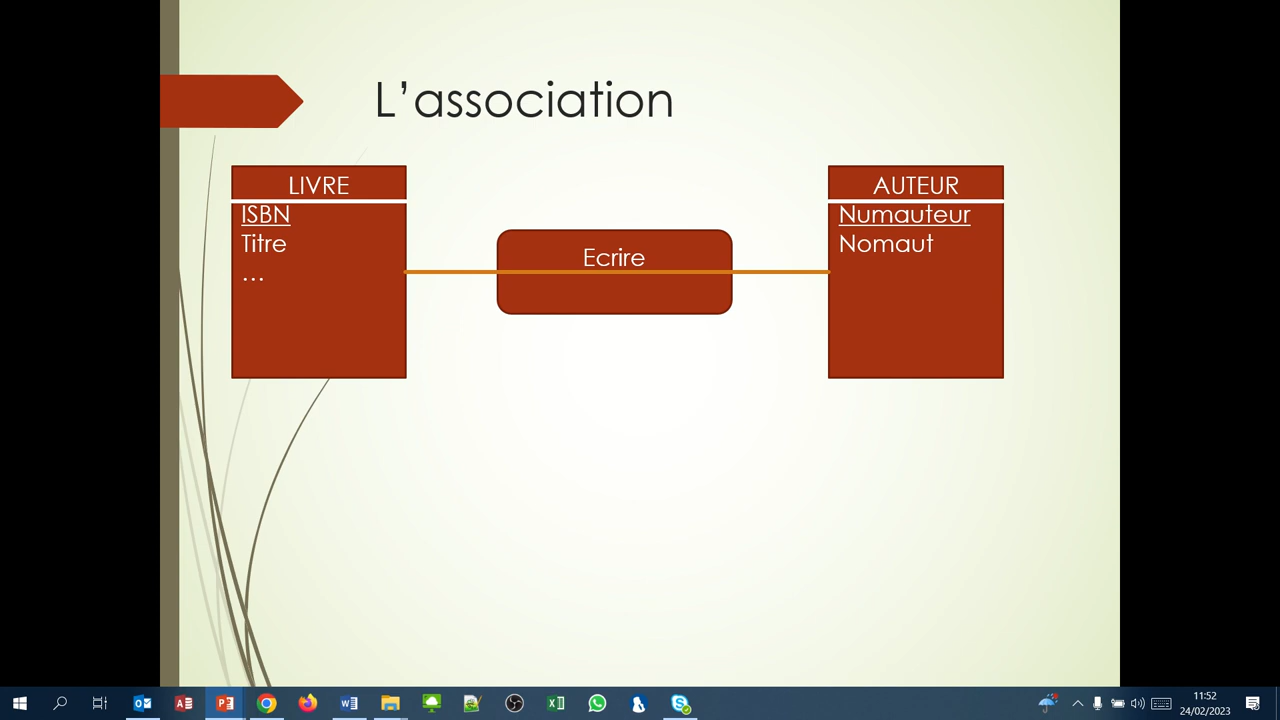 L'association
LIVRE
ISBN
Titre
...
Ecrire
AUTEUR
Numauteur
Nomaut
11:52
24/02/2023